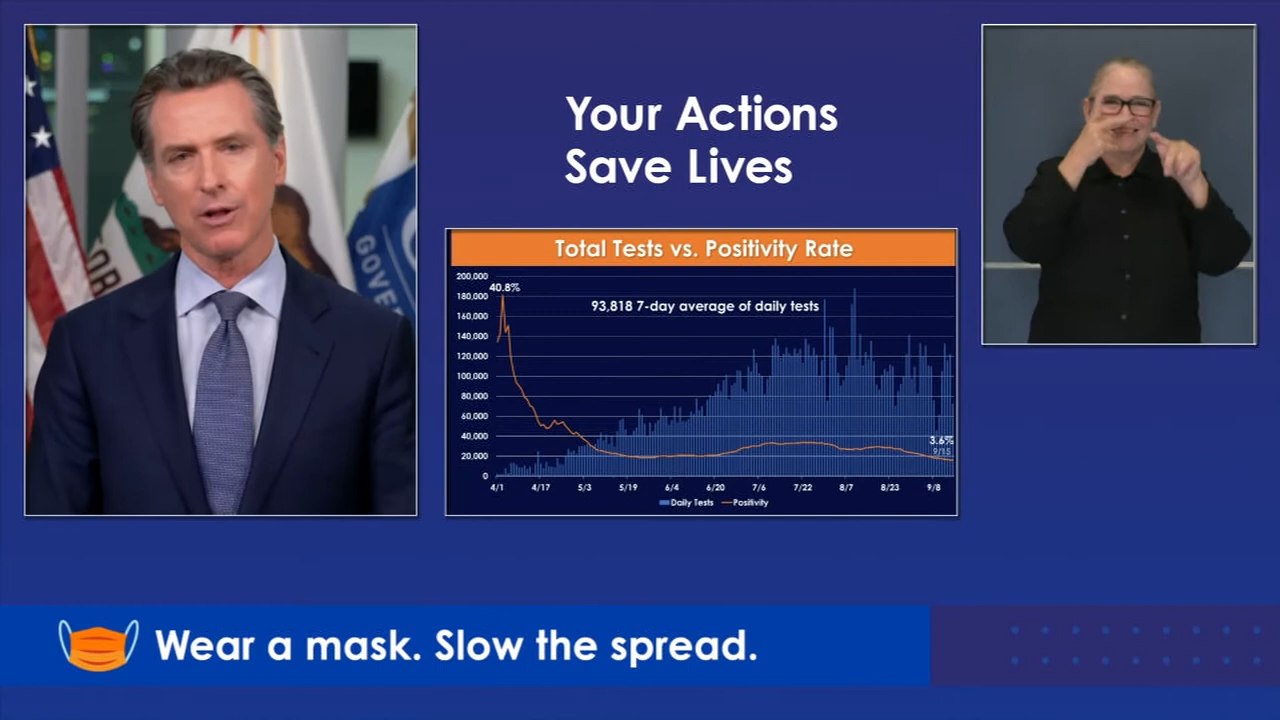 Your Actions
Save Lives
Total Tests vs. Positivity Rate
200,000
180,000
160,000
140,000
120,000
100,000
80,000
60,000
40,000
20,000
0
40.8%
93,818 7-day average of daily tests
3.6%
9/15
4/1 4/17 5/3 5/19 6/4 6/20 7/6 7/22 8/7 8/23 9/8
Daily Tests Positivity
GOVE
Wear a mask. Slow the spread.